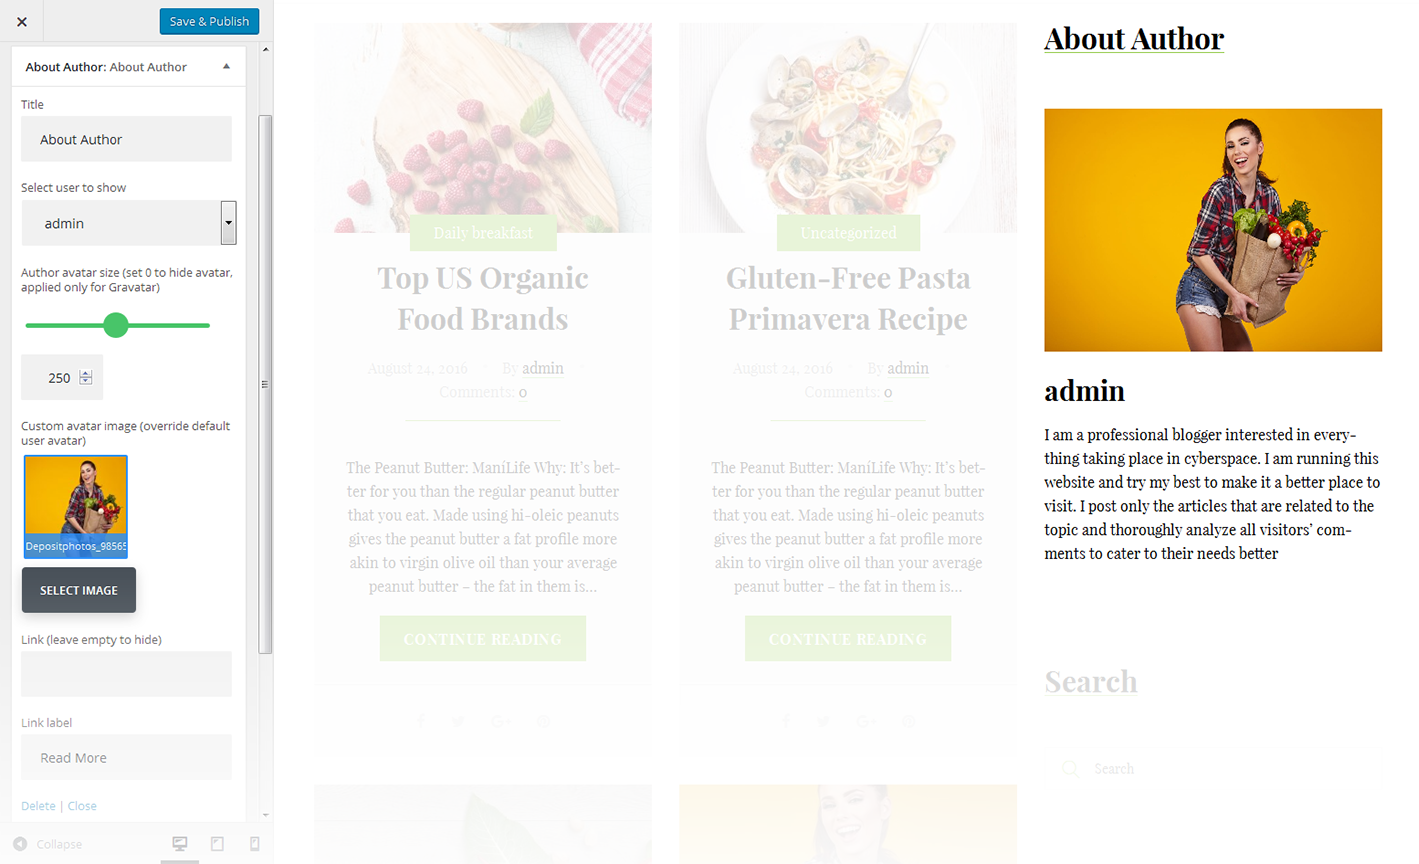 Save & Publish
About Author: About Author
Title
About Author
Select user to show
admin
Author avatar size (set 0 to hide avatar,
applied only for Gravatar)
250
Custom avatar image (override default
user avatar)
Depositphotos_98565
SELECT IMAGE
Link (leave empty to hide)
Link label
Read More
Delete | Close
Collapse
Daily breakfast
Top US Organic
Food Brands
August 24, 2016
By admin
Comments: 0
The Peanut Butter: ManíLife Why: It's bet-
ter for you than the regular peanut butter
that you eat. Made using hi-oleic peanuts
gives the peanut butter a fat profile more
akin to virgin olive oil than your average
peanut butter – the fat in them is...
CONTINUE READING
Uncategorized
Gluten-Free Pasta
Primavera Recipe
August 24, 2016
By admin
Comments: 0
The Peanut Butter: ManíLife Why: It's bet-
ter for you than the regular peanut butter
that you eat. Made using hi-oleic peanuts
gives the peanut butter a fat profile more
akin to virgin olive oil than your average
peanut butter – the fat in them is...
CONTINUE READING
About Author
admin
I am a professional blogger interested in every-
thing taking place in cyberspace. I am running this
website and try my best to make it a better place to
visit. I post only the articles that are related to the
topic and thoroughly analyze all visitors' com-
ments to cater to their needs better
Search
Search